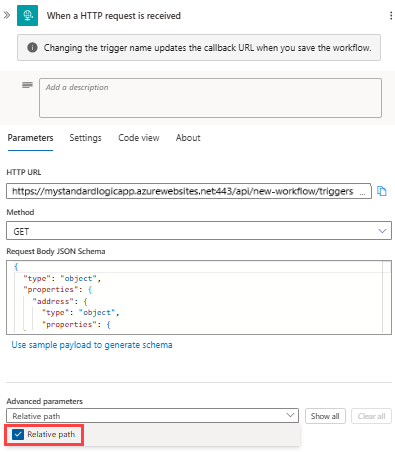 When a HTTP request is received
Changing the trigger name updates the callback URL when you save the workflow.
Add a description
Parameters Settings Code view About
HTTP URL
https://mystandardlogicapp.azurewebsites.net:443/api/new-workflow/triggers ...
Method
GET
Request Body JSON Schema
{
"type": "object",
"properties": {
"address": {
"type": "object",
"properties": {
Use sample payload to generate schema
Advanced parameters
Relative path Show all Clear all
Relative path